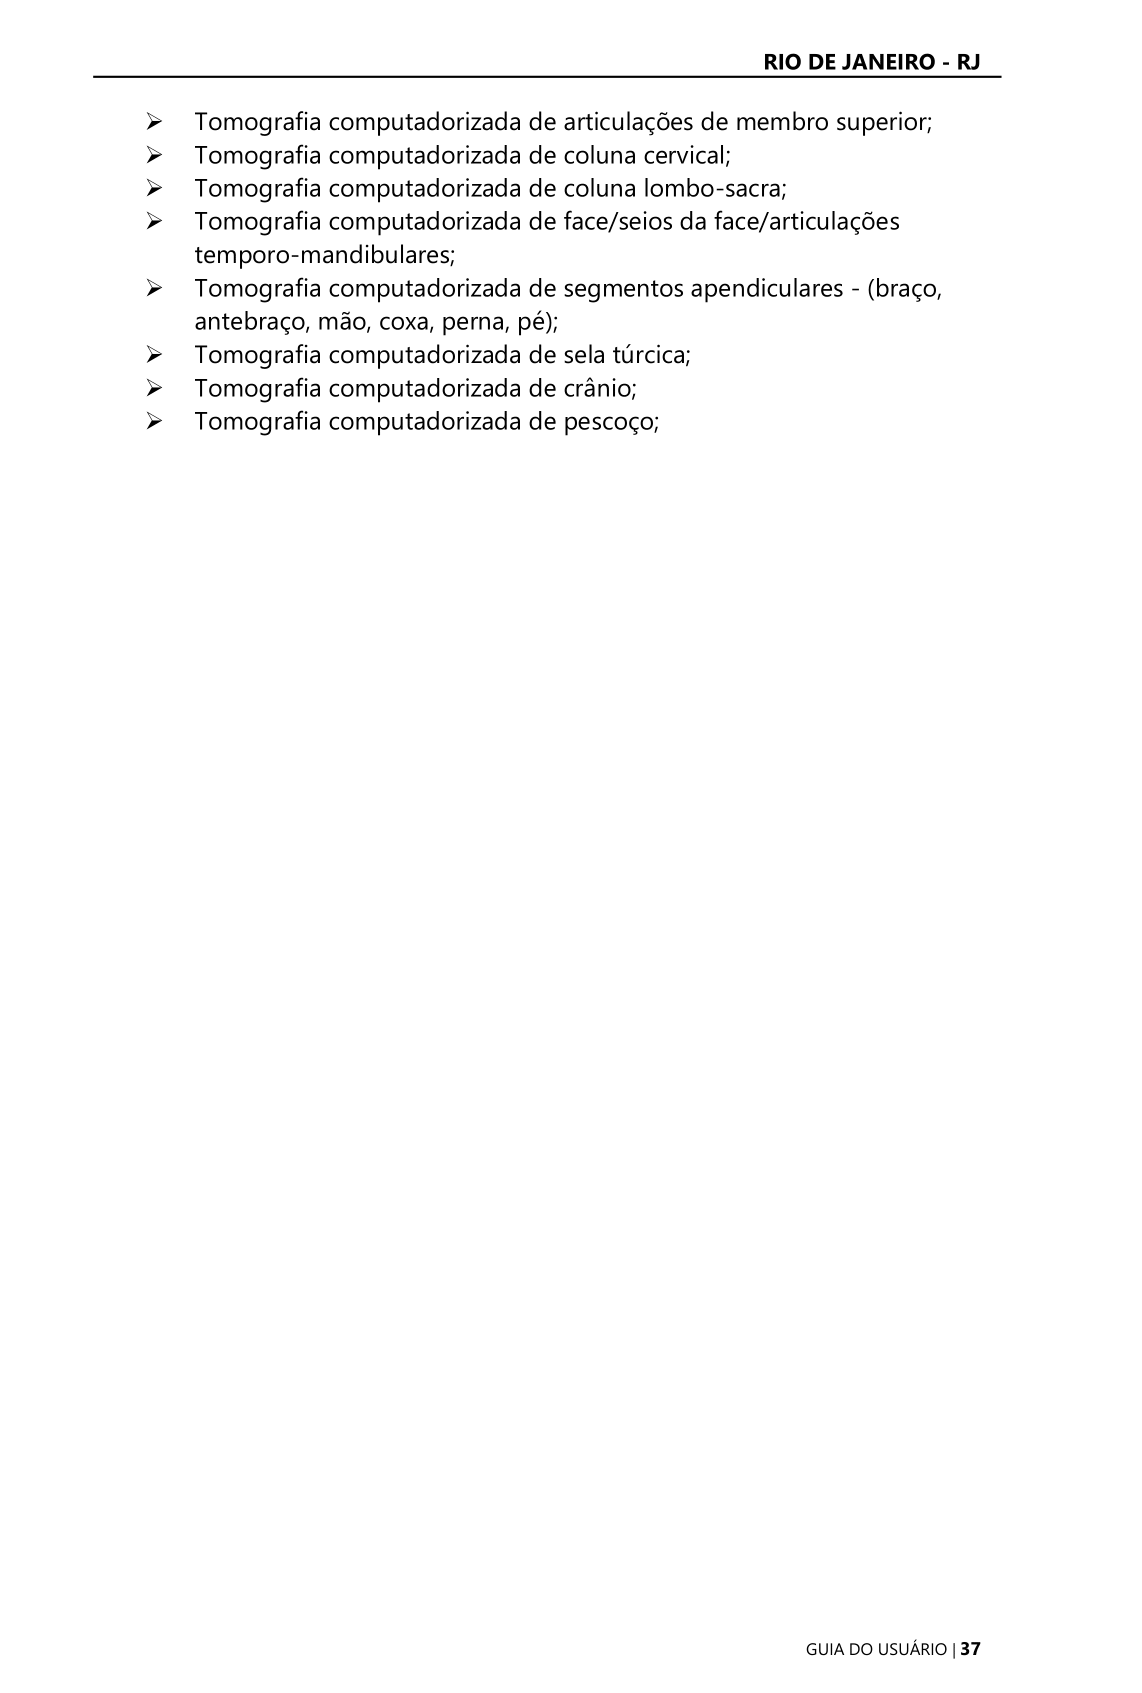 RIO DE JANEIRO - RJ
➢ Tomografia computadorizada de articulações de membro superior;
➢ Tomografia computadorizada de coluna cervical;
➢ Tomografia computadorizada de coluna lombo-sacra;
➢ Tomografia computadorizada de face/seios da face/articulações
temporo-mandibulares;
➢ Tomografia computadorizada de segmentos apendiculares - (braço,
antebraço, mão, coxa, perna, pé);
➢ Tomografia computadorizada de sela túrcica;
➢ Tomografia computadorizada de crânio;
➢ Tomografia computadorizada de pescoço;
GUIA DO USUÁRIO | 37